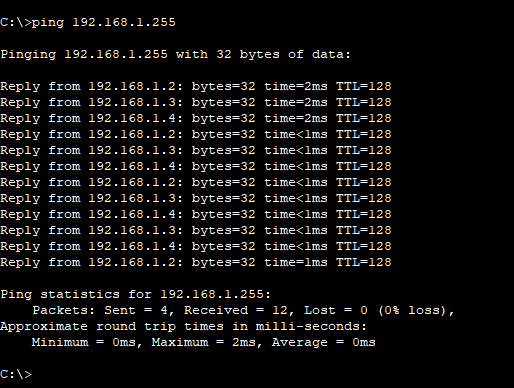 C:\>ping 192.168.1.255
Pinging 192.168.1.255 with 32 bytes of data:
Reply from 192.168.1.2: bytes=32 time=2ms TTL=128
Reply from 192.168.1.3: bytes=32 time=2ms TTL=128
Reply from 192.168.1.4: bytes=32 time=2ms TTL=128
Reply from 192.168.1.2: bytes=32 time<1ms TTL=128
Reply from 192.168.1.3: bytes=32 time<1ms TTL=128
Reply from 192.168.1.4: bytes=32 time<1ms TTL=128
Reply from 192.168.1.2: bytes=32 time<1ms TTL=128
Reply from 192.168.1.3: bytes=32 time<1ms TTL=128
Reply from 192.168.1.4: bytes=32 time<1ms TTL=128
Reply from 192.168.1.3: bytes=32 time<1ms TTL=128
Reply from 192.168.1.4: bytes=32 time<1ms TTL=128
Reply from 192.168.1.2: bytes=32 time=1ms TTL=128
Ping statistics for 192.168.1.255:
    Packets: Sent = 4, Received = 12, Lost = 0 (0% loss),
Approximate round trip times in milli-seconds:
    Minimum = 0ms, Maximum = 2ms, Average = 0ms
C:\>